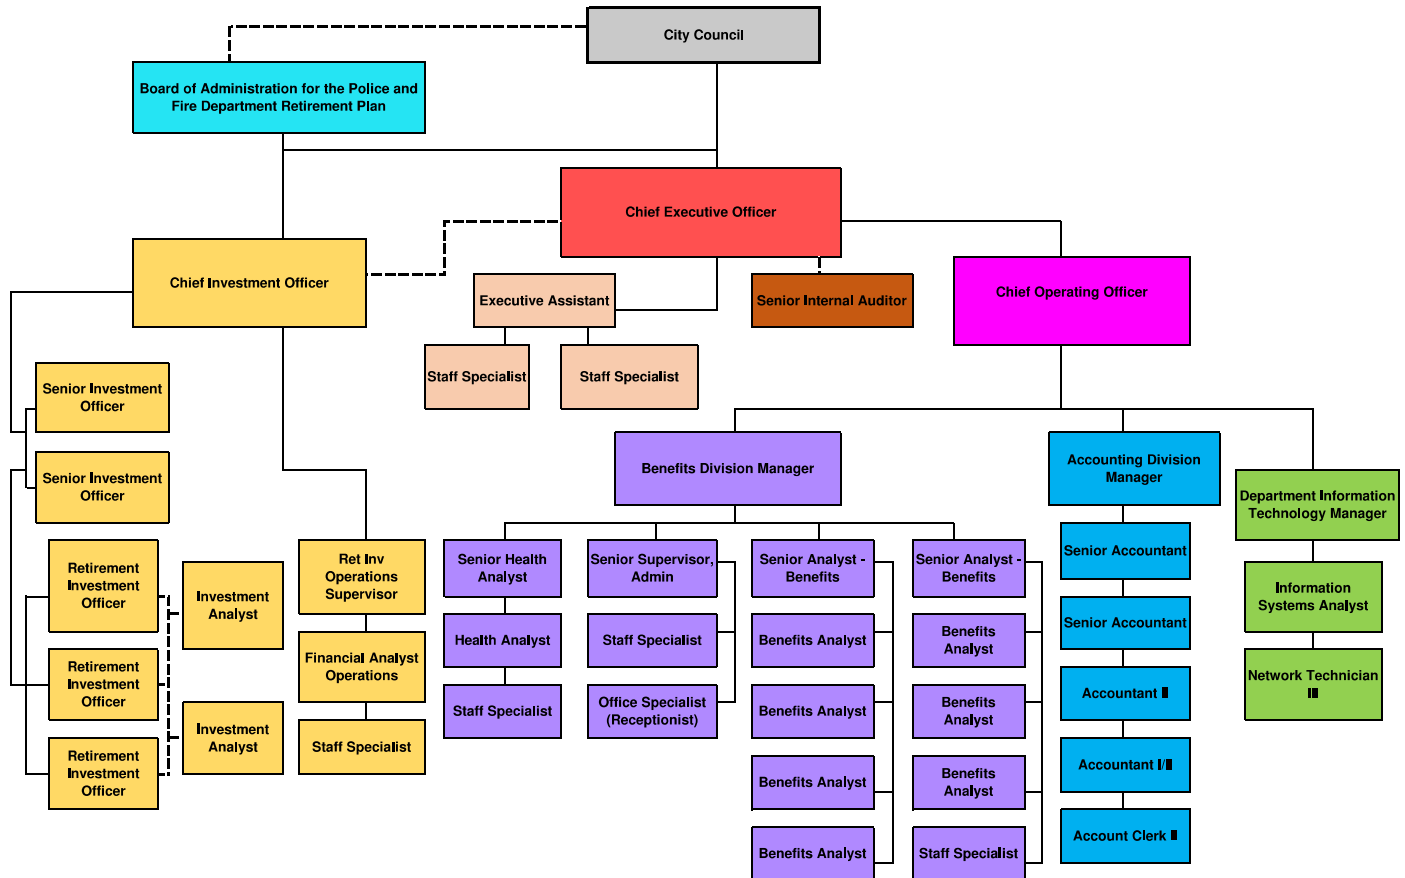 City Council
Board of Administration for the Police and
Fire Department Retirement Plan
Chief Executive Officer
Chief Investment Officer
Executive Assistant
Senior Internal Auditor
Chief Operating Officer
Staff Specialist
Staff Specialist
Senior Investment
Officer
Senior Investment
Officer
Benefits Division Manager
Accounting Division
Manager
Department Information
Technology Manager
Retirement
Investment
Officer
Investment
Analyst
Ret Inv
Operations
Supervisor
Senior Health
Analyst
Senior Supervisor,
Admin
Senior Analyst -
Benefits
Senior Analyst -
Benefits
Senior Accountant
Information
Systems Analyst
Retirement
Investment
Officer
Financial Analyst
Operations
Health Analyst
Staff Specialist
Benefits Analyst
Benefits
Analyst
Senior Accountant
Network Technician
Retirement
Investment
Officer
Investment
Analyst
Staff Specialist
Staff Specialist
Office Specialist
(Receptionist)
Benefits Analyst
Benefits
Analyst
Accountant
Benefits Analyst
Benefits
Analyst
Accountant
Benefits Analyst
Staff Specialist
Account Clerk